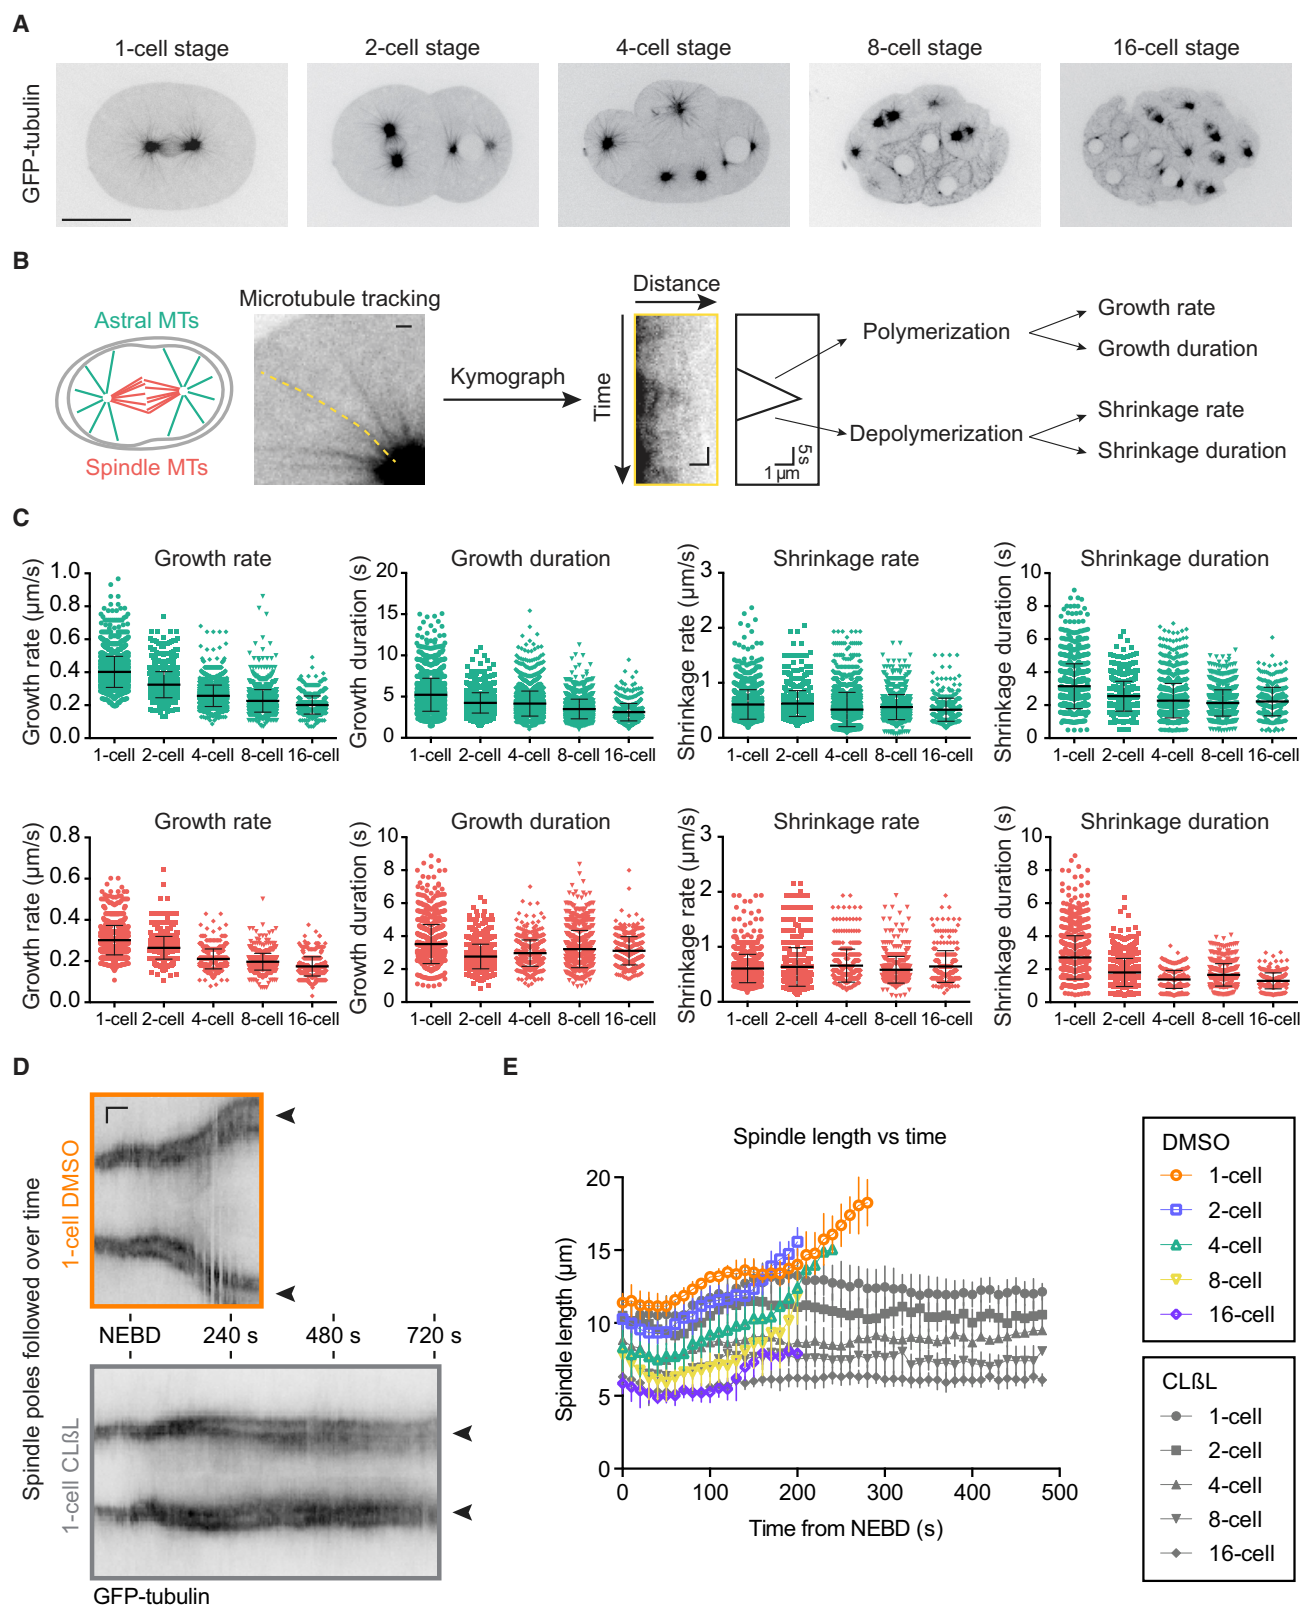 A
1-cell stage
2-cell stage
4-cell stage
8-cell stage
16-cell stage
GFP-tubulin
B
Astral MTs
Spindle MTs
Microtubule tracking
Kymograph
Distance
Time
1 µm
5 s
Polymerization
Depolymerization
Growth rate
Growth duration
Shrinkage rate
Shrinkage duration
C
Growth rate
Growth rate (µm/s)
1.0
0.8
0.6
0.4
0.2
0.0
1-cell 2-cell 4-cell 8-cell 16-cell
Growth duration
Growth duration (s)
20
15
10
5
0
1-cell 2-cell 4-cell 8-cell 16-cell
Shrinkage rate
Shrinkage rate (µm/s)
3
2
1
0
1-cell 2-cell 4-cell 8-cell 16-cell
Shrinkage duration
Shrinkage duration (s)
10
8
6
4
2
0
1-cell 2-cell 4-cell 8-cell 16-cell
Growth rate
Growth rate (µm/s)
0.8
0.6
0.4
0.2
0.0
1-cell 2-cell 4-cell 8-cell 16-cell
Growth duration
Growth duration (s)
10
8
6
4
2
0
1-cell 2-cell 4-cell 8-cell 16-cell
Shrinkage rate
Shrinkage rate (µm/s)
3
2
1
0
1-cell 2-cell 4-cell 8-cell 16-cell
Shrinkage duration
Shrinkage duration (s)
10
8
6
4
2
0
1-cell 2-cell 4-cell 8-cell 16-cell
D
Spindle poles followed over time
1-cell DMSO
NEBD 240 s 480 s 720 s
1-cell CLßL
GFP-tubulin
E
Spindle length vs time
Spindle length (µm)
20
15
10
5
0
0 100 200 300 400 500
Time from NEBD (s)
DMSO
1-cell
2-cell
4-cell
8-cell
16-cell
CLßL
1-cell
2-cell
4-cell
8-cell
16-cell